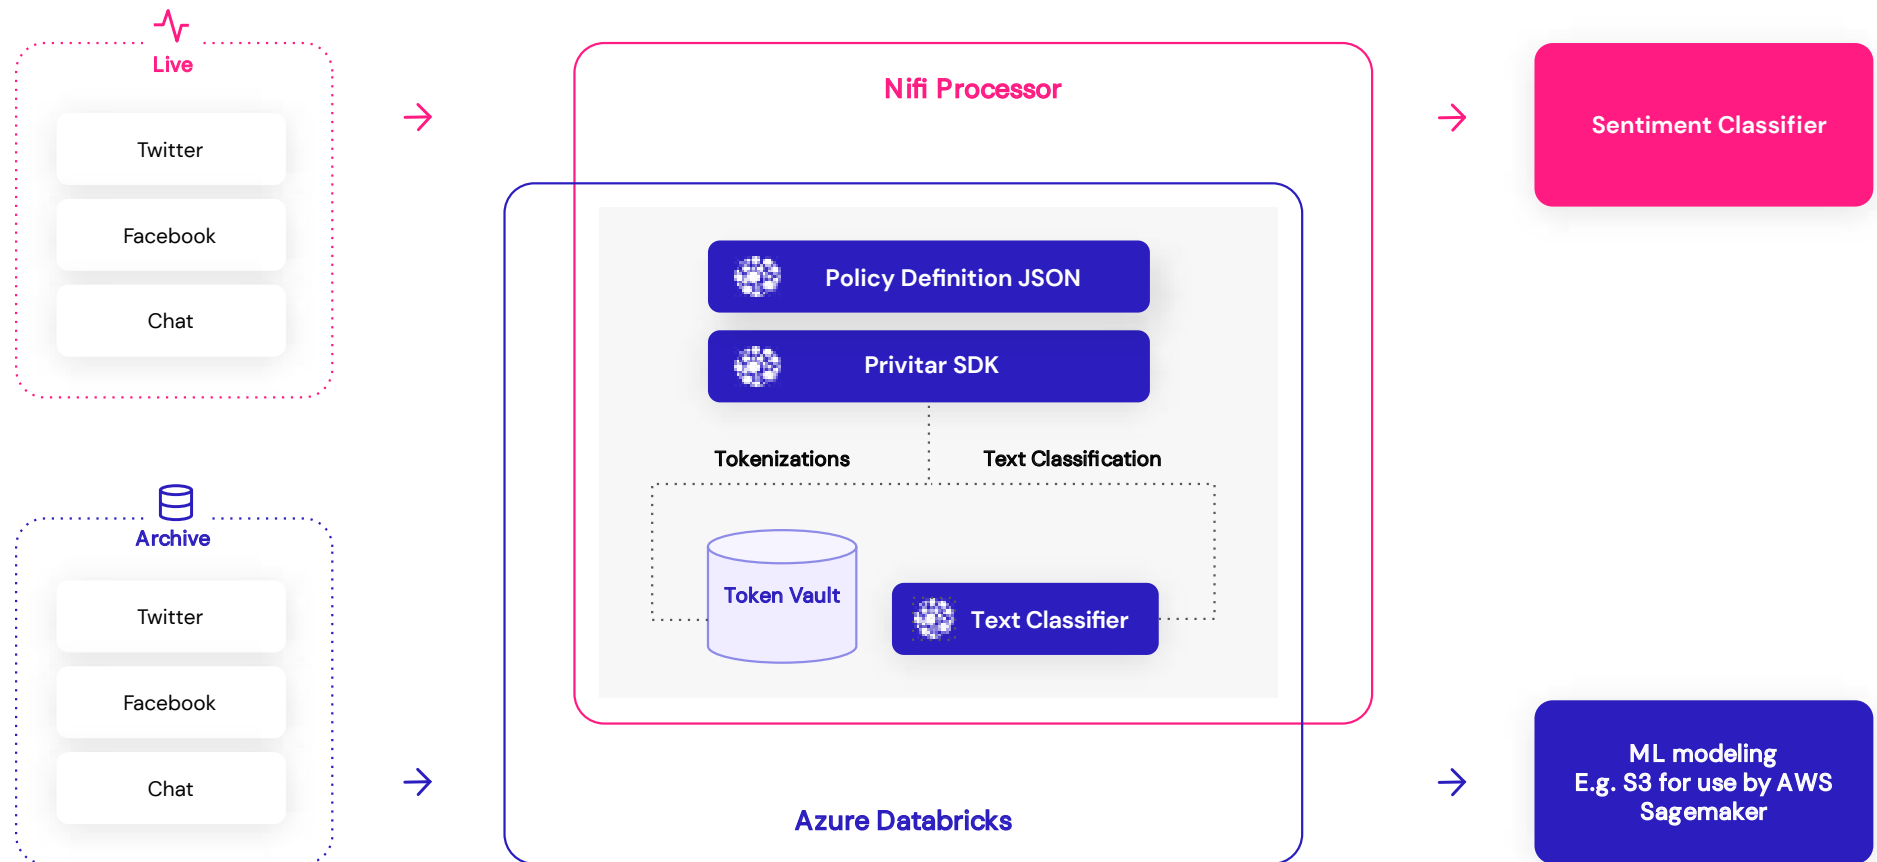 Live
Twitter
Facebook
Chat
Archive
Twitter
Facebook
Chat
Nifi Processor
Policy Definition JSON
Privitar SDK
Tokenizations
Text Classification
Token Vault
Text Classifier
Azure Databricks
Sentiment Classifier
ML modeling
E.g. S3 for use by AWS
Sagemaker